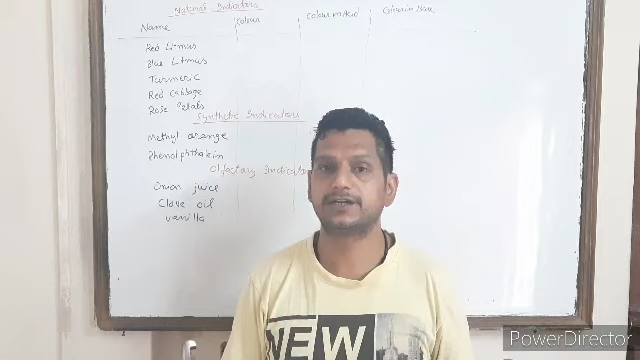 Natural Indicators
Name Colour Colour in Acid Colour in Base
Red Litmus
Blue Litmus
Turmeric
Red Cabbage
Rose Petals
Synthetic Indicators
Methyl orange
Phenolphthalein
Olfactory Indicator
Onion juice
Clove oil
vanilla
NEW
PowerDirector